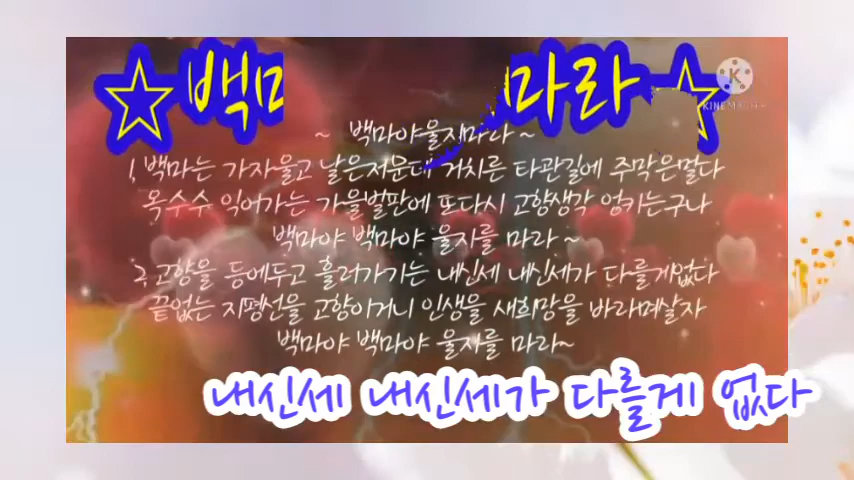 ☆백마 마라☆
KINEMASTER
~ 백마야울지마라 ~
1. 백마는 가자울고 날은저문데 거치른 타관길에 주막은멀다
옥수수 익어가는 가을벌판에 또다시 고향생각 엉키는구나
백마야 백마야 울지를 마라 ~
2. 고향을 등에두고 흘러가기는 내신세 내신세가 다를게없다
끝없는 지평선을 고향이거니 인생을 새희망을 바라며살자
백마야 백마야 울지를 마라~
내신세 내신세가 다를게 없다